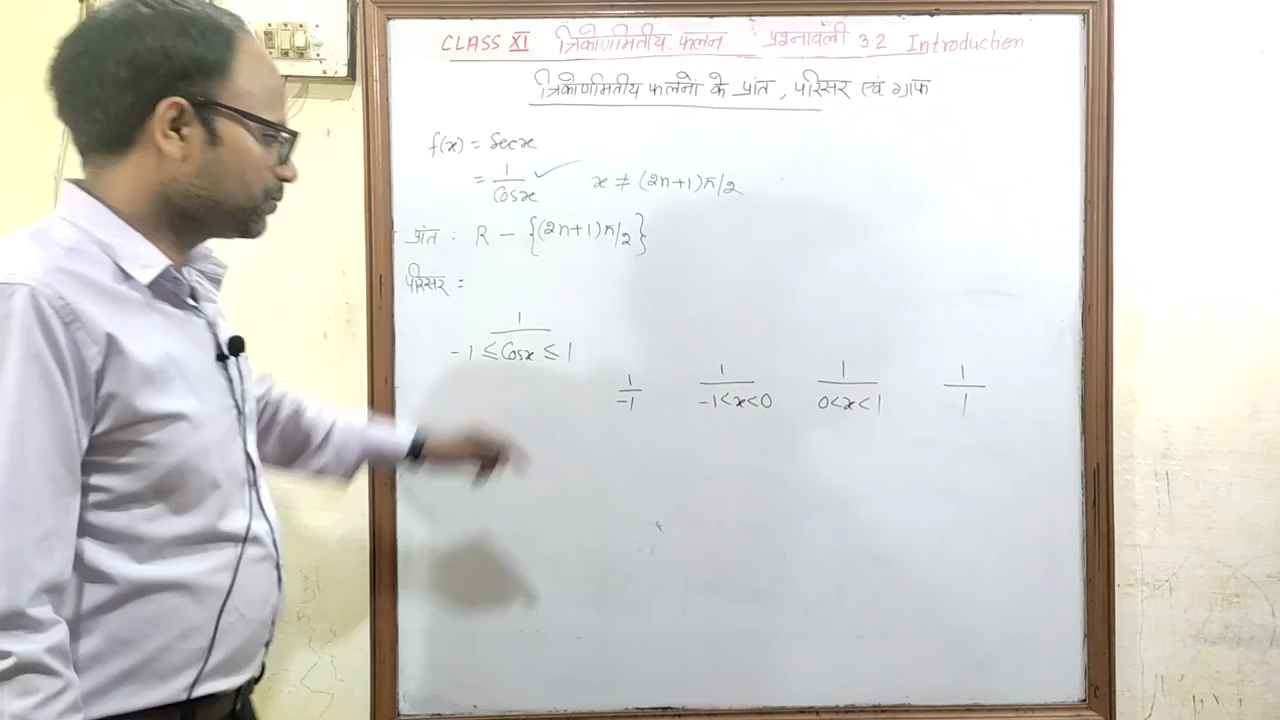 CLASS XI त्रिकोणमितीय फलन प्रश्नावली 3.2 Introduction
त्रिकोणमितीय फलनों के प्रांत, परिसर एवं ग्राफ
f(x) = Secx
= 1/Cosx ✓ x ≠ (2n+1)π/2
प्रांत : R - {(2n+1)π/2}
परिसर =
1/(-1 ≤ Cosx ≤ 1)
1/-1 1/(-1<x<0) 1/(0<x<1) 1/1